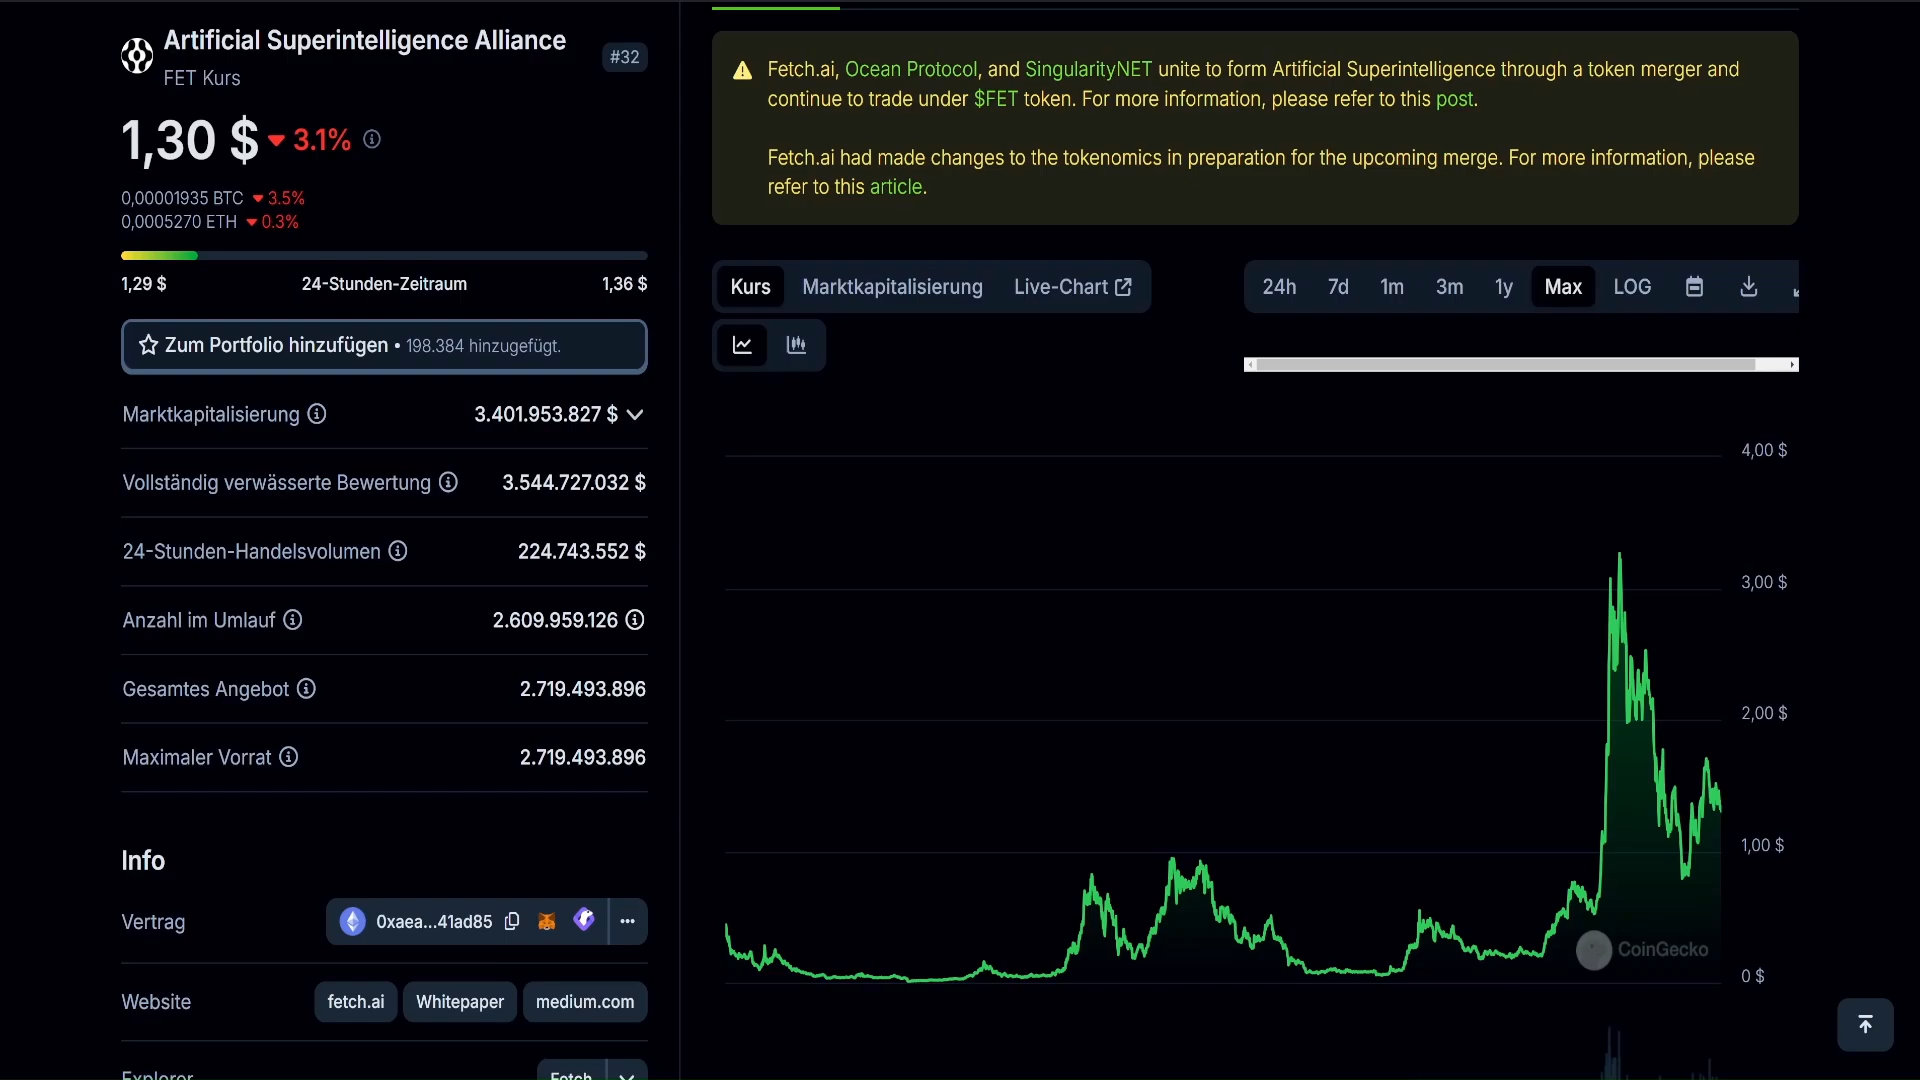 Artificial Superintelligence Alliance
FET Kurs
#32
1,30 $ 3.1%
0,00001935 BTC 3.5%
0,0005270 ETH 0.3%
1,29 $ 24-Stunden-Zeitraum 1,36 $
Zum Portfolio hinzufügen • 198.384 hinzugefügt.
Marktkapitalisierung 3.401.953.827 $
Vollständig verwässerte Bewertung 3.544.727.032 $
24-Stunden-Handelsvolumen 224.743.552 $
Anzahl im Umlauf 2.609.959.126
Gesamtes Angebot 2.719.493.896
Maximaler Vorrat 2.719.493.896
Info
Vertrag 0xaea...41ad85
Website fetch.ai Whitepaper medium.com
Explorer Fetch
Fetch.ai, Ocean Protocol, and SingularityNET unite to form Artificial Superintelligence through a token merger and
continue to trade under $FET token. For more information, please refer to this post.
Fetch.ai had made changes to the tokenomics in preparation for the upcoming merge. For more information, please
refer to this article.
Kurs Marktkapitalisierung Live-Chart
24h 7d 1m 3m 1y Max LOG
4,00 $
3,00 $
2,00 $
1,00 $
0 $
CoinGecko